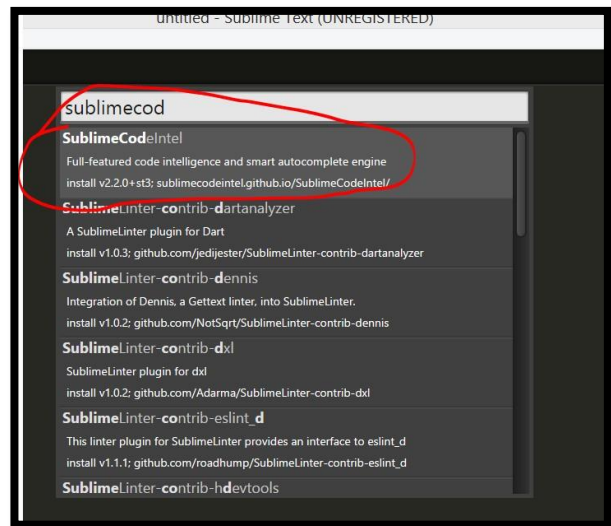 untitled - Sublime Text (UNREGISTERED)
sublimecod
SublimeCodeIntel
Full-featured code intelligence and smart autocomplete engine
install v2.2.0+st3; sublimecodeintel.github.io/SublimeCodeIntel/
SublimeLinter-contrib-dartanalyzer
A SublimeLinter plugin for Dart
install v1.0.3; github.com/jedijester/SublimeLinter-contrib-dartanalyzer
SublimeLinter-contrib-dennis
Integration of Dennis, a Gettext linter, into SublimeLinter.
install v1.0.2; github.com/NotSqrt/SublimeLinter-contrib-dennis
SublimeLinter-contrib-dxl
SublimeLinter plugin for dxl
install v1.0.2; github.com/Adarma/SublimeLinter-contrib-dxl
SublimeLinter-contrib-eslint_d
This linter plugin for SublimeLinter provides an interface to eslint_d
install v1.1.1; github.com/roadhump/SublimeLinter-contrib-eslint_d
SublimeLinter-contrib-hdevtools